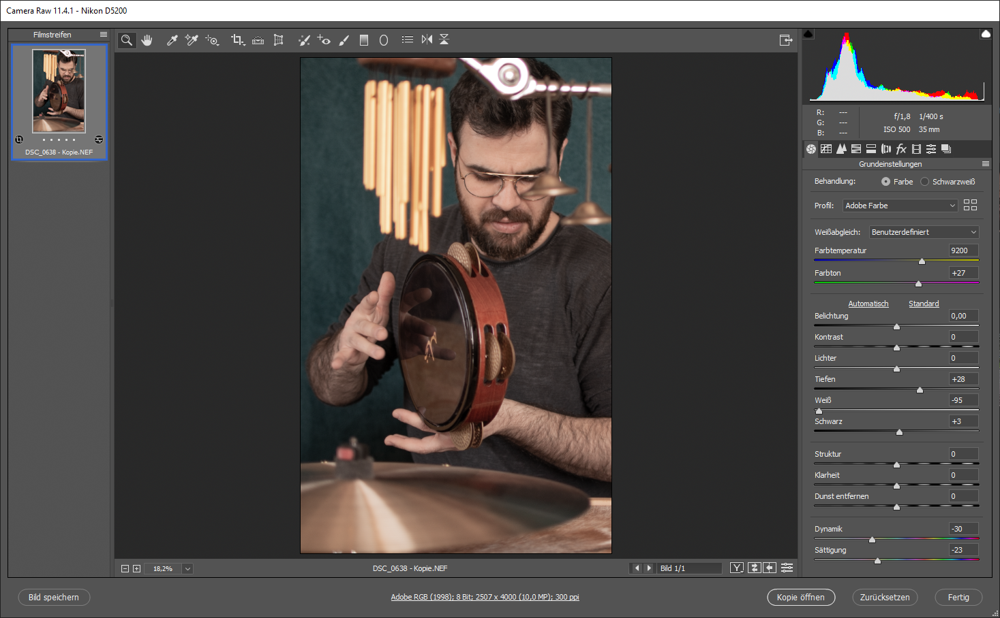 Camera Raw 11.4.1 - Nikon D5200
Filmstreifen
DSC_0638 - Kopie.NEF
18,2%
DSC_0638 - Kopie.NEF
Bild 1/1
R: ---
G: ---
B: ---
f/1,8 1/400 s
ISO 500 35 mm
fx
Grundeinstellungen
Behandlung: Farbe Schwarzweiß
Profil: Adobe Farbe
Weißabgleich: Benutzerdefiniert
Farbtemperatur 9200
Farbton +27
Automatisch Standard
Belichtung 0,00
Kontrast 0
Lichter 0
Tiefen +28
Weiß -95
Schwarz +3
Struktur 0
Klarheit 0
Dunst entfernen 0
Dynamik -30
Sättigung -23
Y
Bild speichern
Adobe RGB (1998); 8 Bit; 2507 x 4000 (10,0 MP); 300 ppi
Kopie öffnen
Zurücksetzen
Fertig